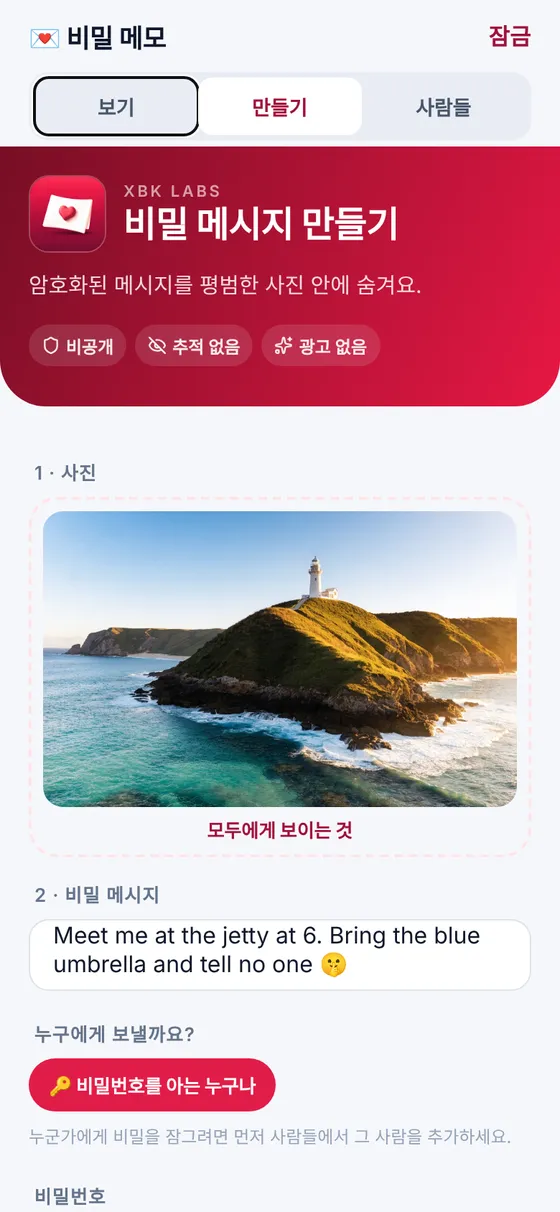 💌 비밀 메모
잠금
보기
만들기
사람들
XBK LABS
비밀 메시지 만들기
암호화된 메시지를 평범한 사진 안에 숨겨요.
비공개
추적 없음
광고 없음
1 · 사진
모두에게 보이는 것
2 · 비밀 메시지
Meet me at the jetty at 6. Bring the blue
umbrella and tell no one 🤫
누구에게 보낼까요?
🔑 비밀번호를 아는 누구나
누군가에게 비밀을 잠그려면 먼저 사람들에서 그 사람을 추가하세요.
비밀번호